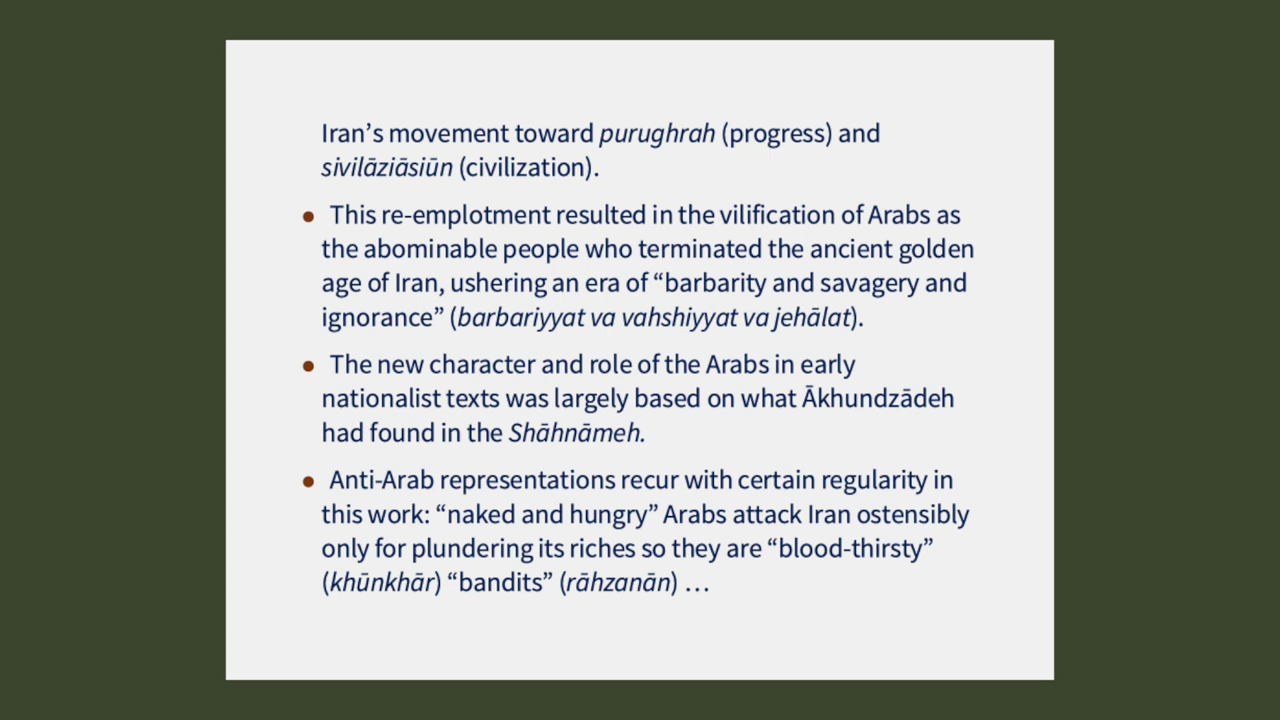 Iran’s movement toward purughrah (progress) and
sivilāziāsiūn (civilization).
● This re-emplotment resulted in the vilification of Arabs as
the abominable people who terminated the ancient golden
age of Iran, ushering an era of “barbarity and savagery and
ignorance” (barbariyyat va vahshiyyat va jehālat).
● The new character and role of the Arabs in early
nationalist texts was largely based on what Ākhundzādeh
had found in the Shāhnāmeh.
● Anti-Arab representations recur with certain regularity in
this work: “naked and hungry” Arabs attack Iran ostensibly
only for plundering its riches so they are “blood-thirsty”
(khūnkhār) “bandits” (rāhzanān) …